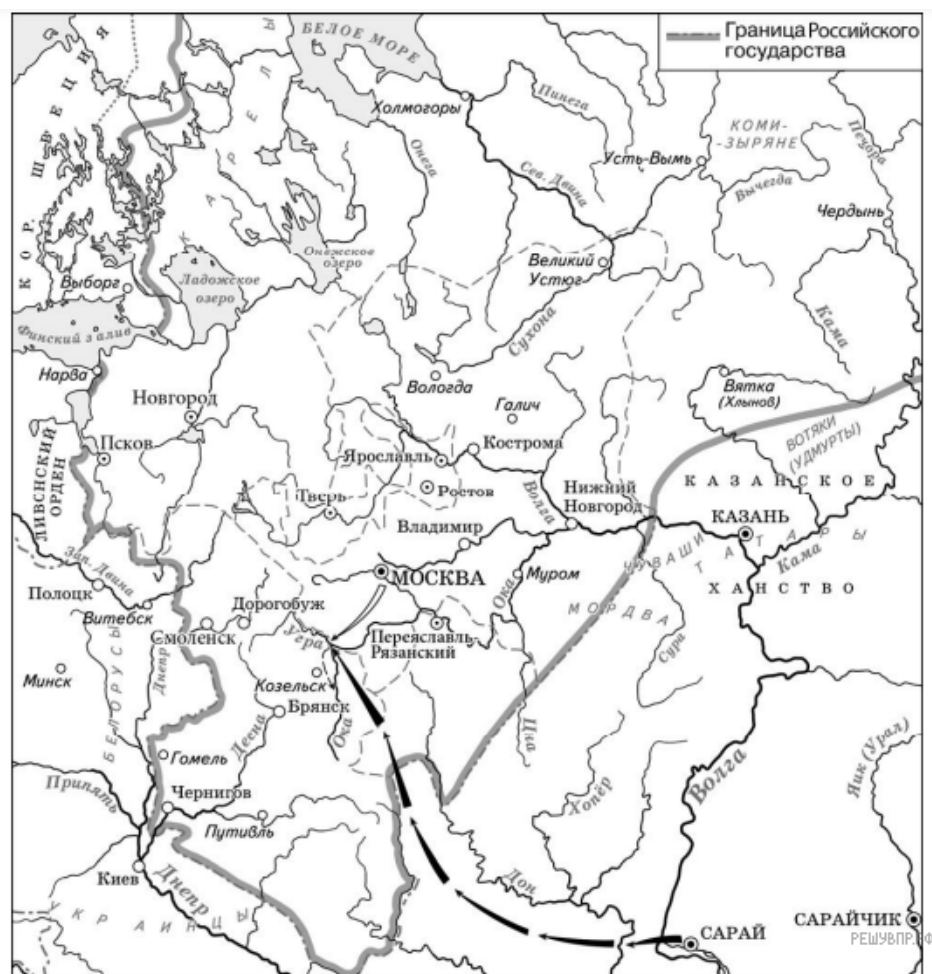 Граница Российского
государства
БЕЛОЕ МОРЕ
КОР. ШВЕЦИЯ
КАРЕЛЫ
Холмогоры
Пинега
КОМИ-
-ЗЫРЯНЕ
Печора
Онега
Усть-Вымь
Сев. Двина
Вычегда
Чердынь
Онежское
озеро
Ладожское
озеро
Великий
Устюг
Выборг
Финский залив
Кама
Сухона
Нарва
Вологда
Вятка
(Хлынов)
Новгород
Галич
Псков
Кострома
ВОТЯКИ
(УДМУРТЫ)
Ярославль
ЛИВСНСКИЙ
ОРДЕН
Ростов
Тверь
Волга
Нижний
Новгород
КАЗАНСКОЕ
Владимир
КАЗАНЬ
ЧУВАШИ
ТАТАРЫ
Кама
Зап. Двина
МОСКВА
Муром
Ока
ХАНСТВО
Полоцк
МОРДВА
Витебск
Дорогобуж
Смоленск
Угра
Переяславль
Рязанский
Сура
Минск
БЕЛОРУСЫ
Днепр
Козельск
Брянск
Десна
Ока
Цна
Гомель
Волга
Яик (Урал)
Припять
Чернигов
Хопёр
Путивль
Киев
Днепр
Дон
УКРАИНЦЫ
САРАЙ
САРАЙЧИК
РЕШУВПР.РФ